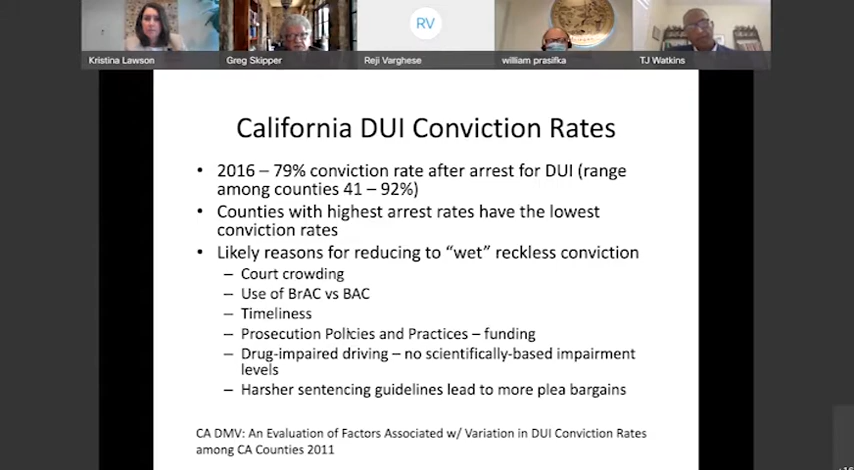 RV
Kristina Lawson
Greg Skipper
Reji Varghese
william prasifka
TJ Watkins
California DUI Conviction Rates
• 2016 – 79% conviction rate after arrest for DUI (range
among counties 41 – 92%)
• Counties with highest arrest rates have the lowest
conviction rates
• Likely reasons for reducing to “wet” reckless conviction
– Court crowding
– Use of BrAC vs BAC
– Timeliness
– Prosecution Policies and Practices – funding
– Drug-impaired driving – no scientifically-based impairment
levels
– Harsher sentencing guidelines lead to more plea bargains
CA DMV: An Evaluation of Factors Associated w/ Variation in DUI Conviction Rates
among CA Counties 2011